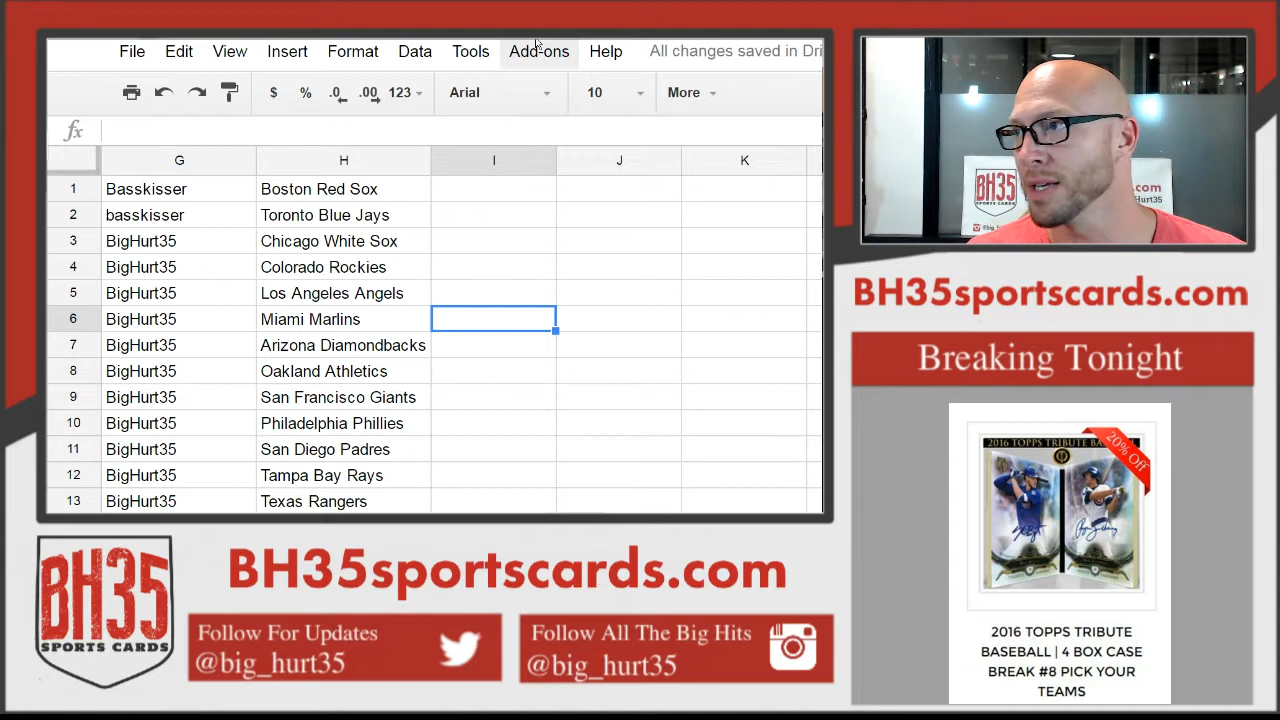 File Edit View Insert Format Data Tools Add-ons Help All changes saved in Dri
$ % .0 .00 123 Arial 10 More
fx
G H I J K
1 Basskisser Boston Red Sox
2 basskisser Toronto Blue Jays
3 BigHurt35 Chicago White Sox
4 BigHurt35 Colorado Rockies
5 BigHurt35 Los Angeles Angels
6 BigHurt35 Miami Marlins
7 BigHurt35 Arizona Diamondbacks
8 BigHurt35 Oakland Athletics
9 BigHurt35 San Francisco Giants
10 BigHurt35 Philadelphia Phillies
11 BigHurt35 San Diego Padres
12 BigHurt35 Tampa Bay Rays
13 BigHurt35 Texas Rangers
BH35
.com
BH35sportscards.com
Breaking Tonight
2016 TOPPS TRIBUTE
20% Off
2016 TOPPS TRIBUTE
BASEBALL | 4 BOX CASE
BREAK #8 PICK YOUR
TEAMS
BH35
SPORTS CARDS
BH35sportscards.com
Follow For Updates
@big_hurt35
Follow All The Big Hits
@big_hurt35